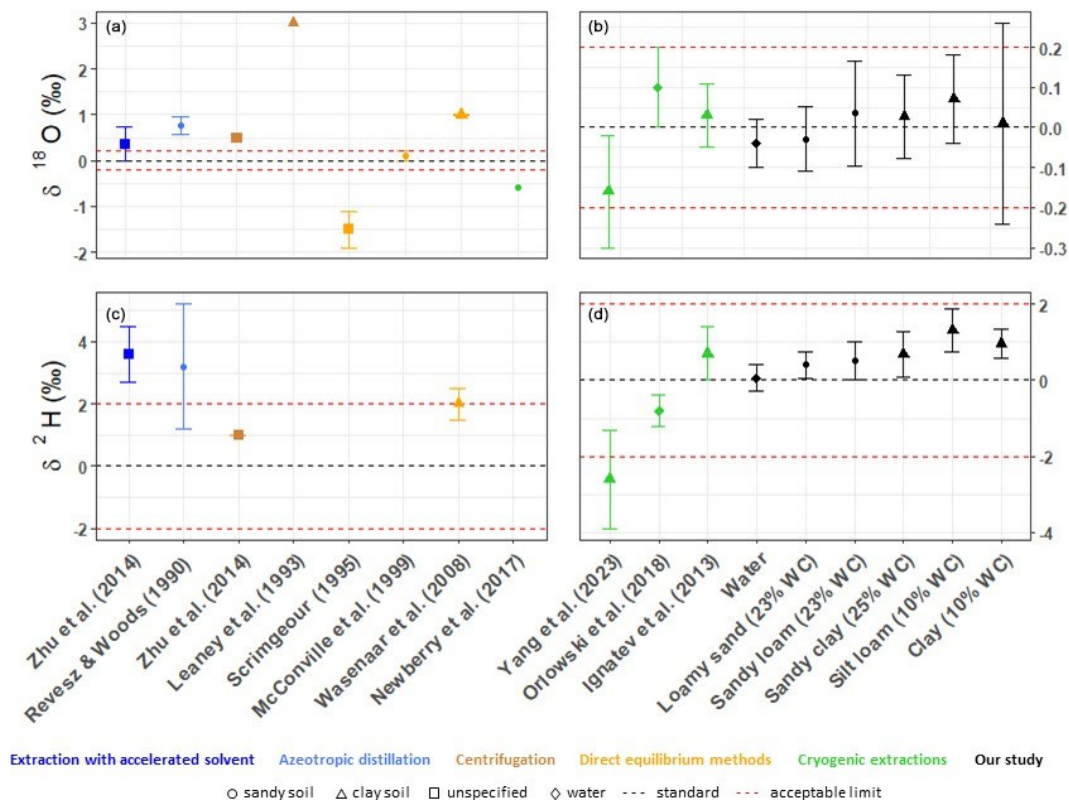 (a)
(b)
3
2
1
0
-1
-2
δ 18 O (‰)
0.2
0.1
0.0
-0.1
-0.2
-0.3
(c)
(d)
4
2
0
-2
δ 2 H (‰)
2
0
-2
-4
Zhu et al. (2014)
Revesz & Woods (1990)
Zhu et al. (2014)
Leaney et al. (1993)
Scrimgeour (1995)
McConville et al. (1999)
Wasenaar et al. (2008)
Newberry et al. (2017)
Yang et al. (2023)
Orlowski et al. (2018)
Ignatev et al. (2013)
Water
Loamy sand (23% WC)
Sandy loam (23% WC)
Sandy clay (25% WC)
Silt loam (10% WC)
Clay (10% WC)
Extraction with accelerated solvent Azeotropic distillation Centrifugation Direct equilibrium methods Cryogenic extractions Our study
sandy soil clay soil unspecified water standard acceptable limit